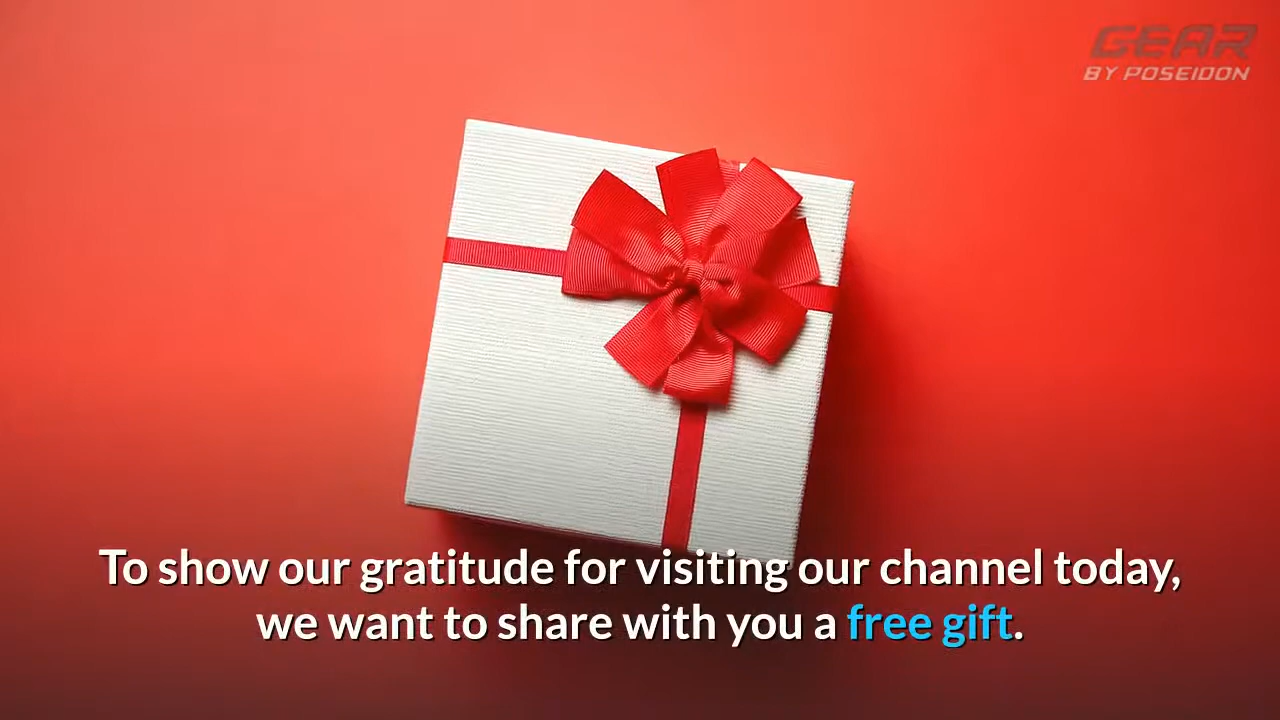 GEAR
BY POSEIDON
To show our gratitude for visiting our channel today,
we want to share with you a free gift.